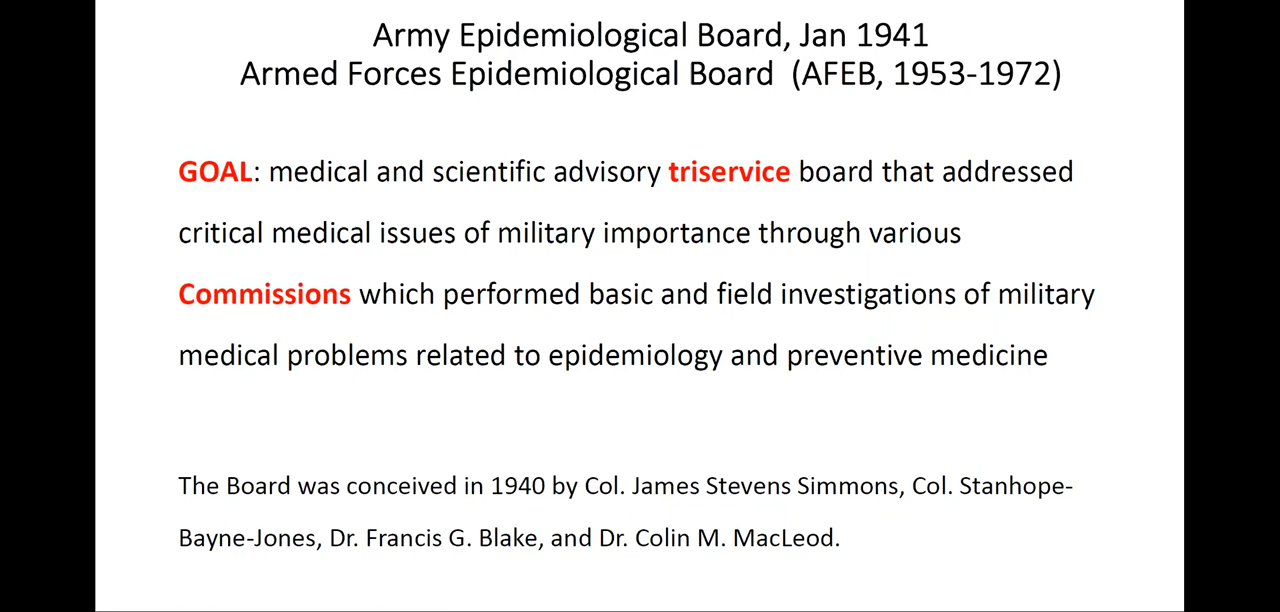 Army Epidemiological Board, Jan 1941
Armed Forces Epidemiological Board (AFEB, 1953-1972)
GOAL: medical and scientific advisory triservice board that addressed
critical medical issues of military importance through various
Commissions which performed basic and field investigations of military
medical problems related to epidemiology and preventive medicine
The Board was conceived in 1940 by Col. James Stevens Simmons, Col. Stanhope-
Bayne-Jones, Dr. Francis G. Blake, and Dr. Colin M. MacLeod.